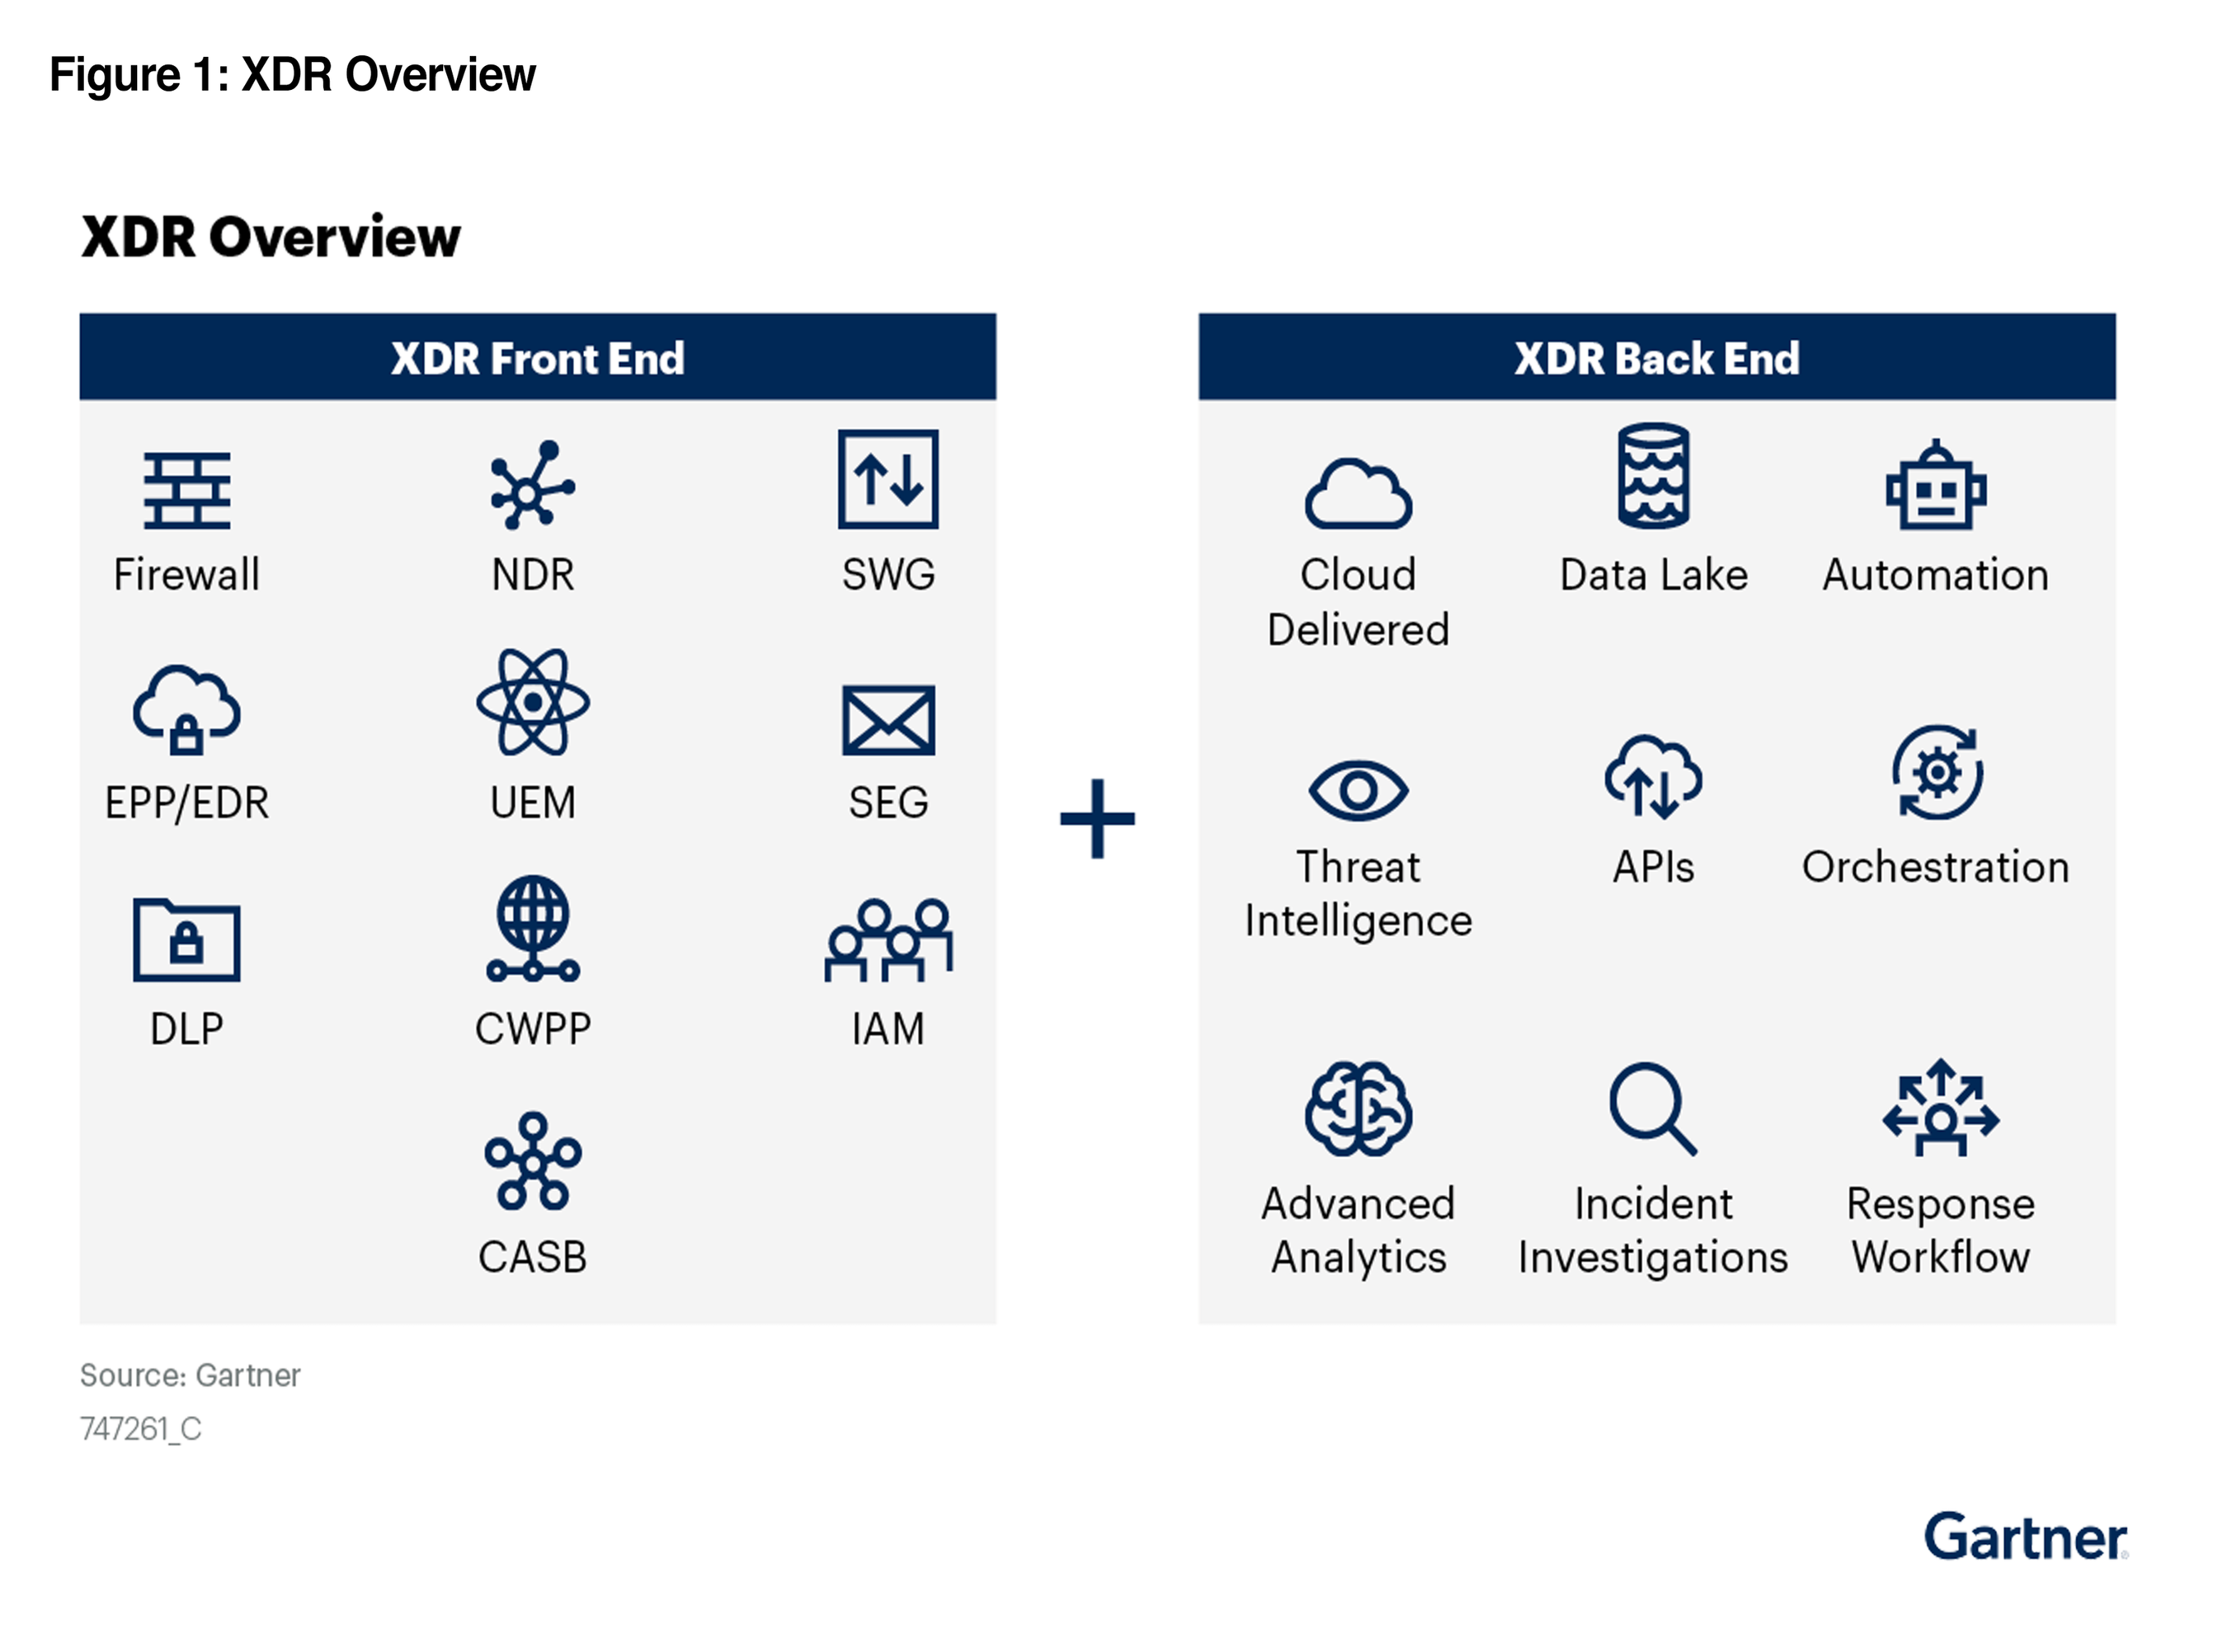 Figure 1: XDR Overview
XDR Overview
XDR Front End
Firewall
NDR
SWG
EPP/EDR
UEM
SEG
DLP
CWPP
IAM
CASB
+
XDR Back End
Cloud
Delivered
Data Lake
Automation
Threat
Intelligence
APIs
Orchestration
Advanced
Analytics
Incident
Investigations
Response
Workflow
Source: Gartner
747261_C
Gartner®